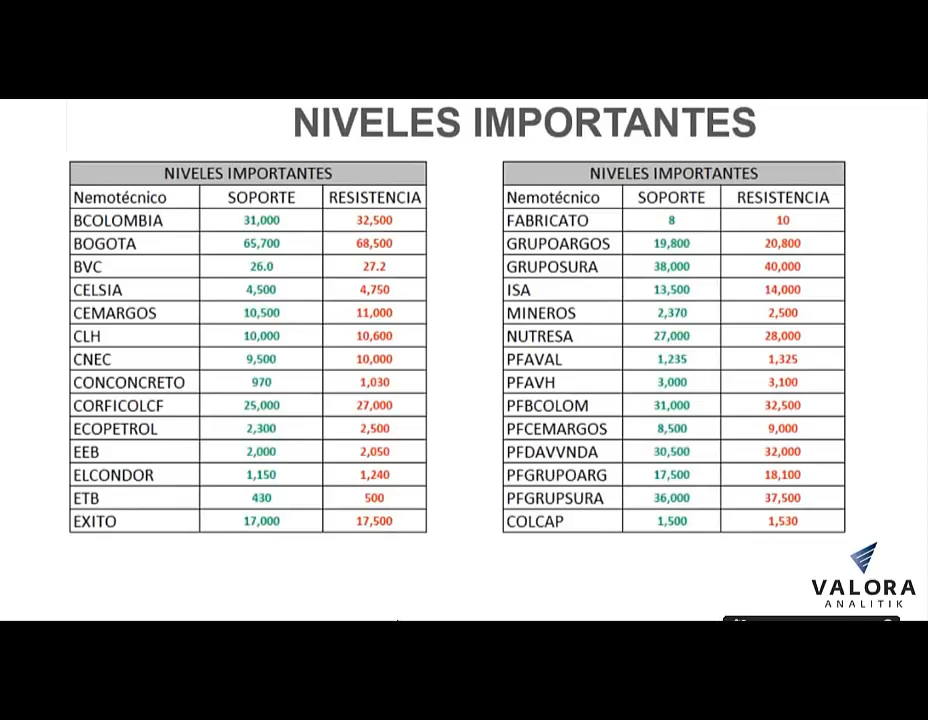 NIVELES IMPORTANTES
NIVELES IMPORTANTES
Nemotécnico SOPORTE RESISTENCIA
BCOLOMBIA 31,000 32,500
BOGOTA 65,700 68,500
BVC 26.0 27.2
CELSIA 4,500 4,750
CEMARGOS 10,500 11,000
CLH 10,000 10,600
CNEC 9,500 10,000
CONCONCRETO 970 1,030
CORFICOLCF 25,000 27,000
ECOPETROL 2,300 2,500
EEB 2,000 2,050
ELCONDOR 1,150 1,240
ETB 430 500
EXITO 17,000 17,500
NIVELES IMPORTANTES
Nemotécnico SOPORTE RESISTENCIA
FABRICATO 8 10
GRUPOARGOS 19,800 20,800
GRUPOSURA 38,000 40,000
ISA 13,500 14,000
MINEROS 2,370 2,500
NUTRESA 27,000 28,000
PFAVAL 1,235 1,325
PFAVH 3,000 3,100
PFBCOLOM 31,000 32,500
PFCEMARGOS 8,500 9,000
PFDAVVNDA 30,500 32,000
PFGRUPOARG 17,500 18,100
PFGRUPSURA 36,000 37,500
COLCAP 1,500 1,530
VALORA
ANALITIK